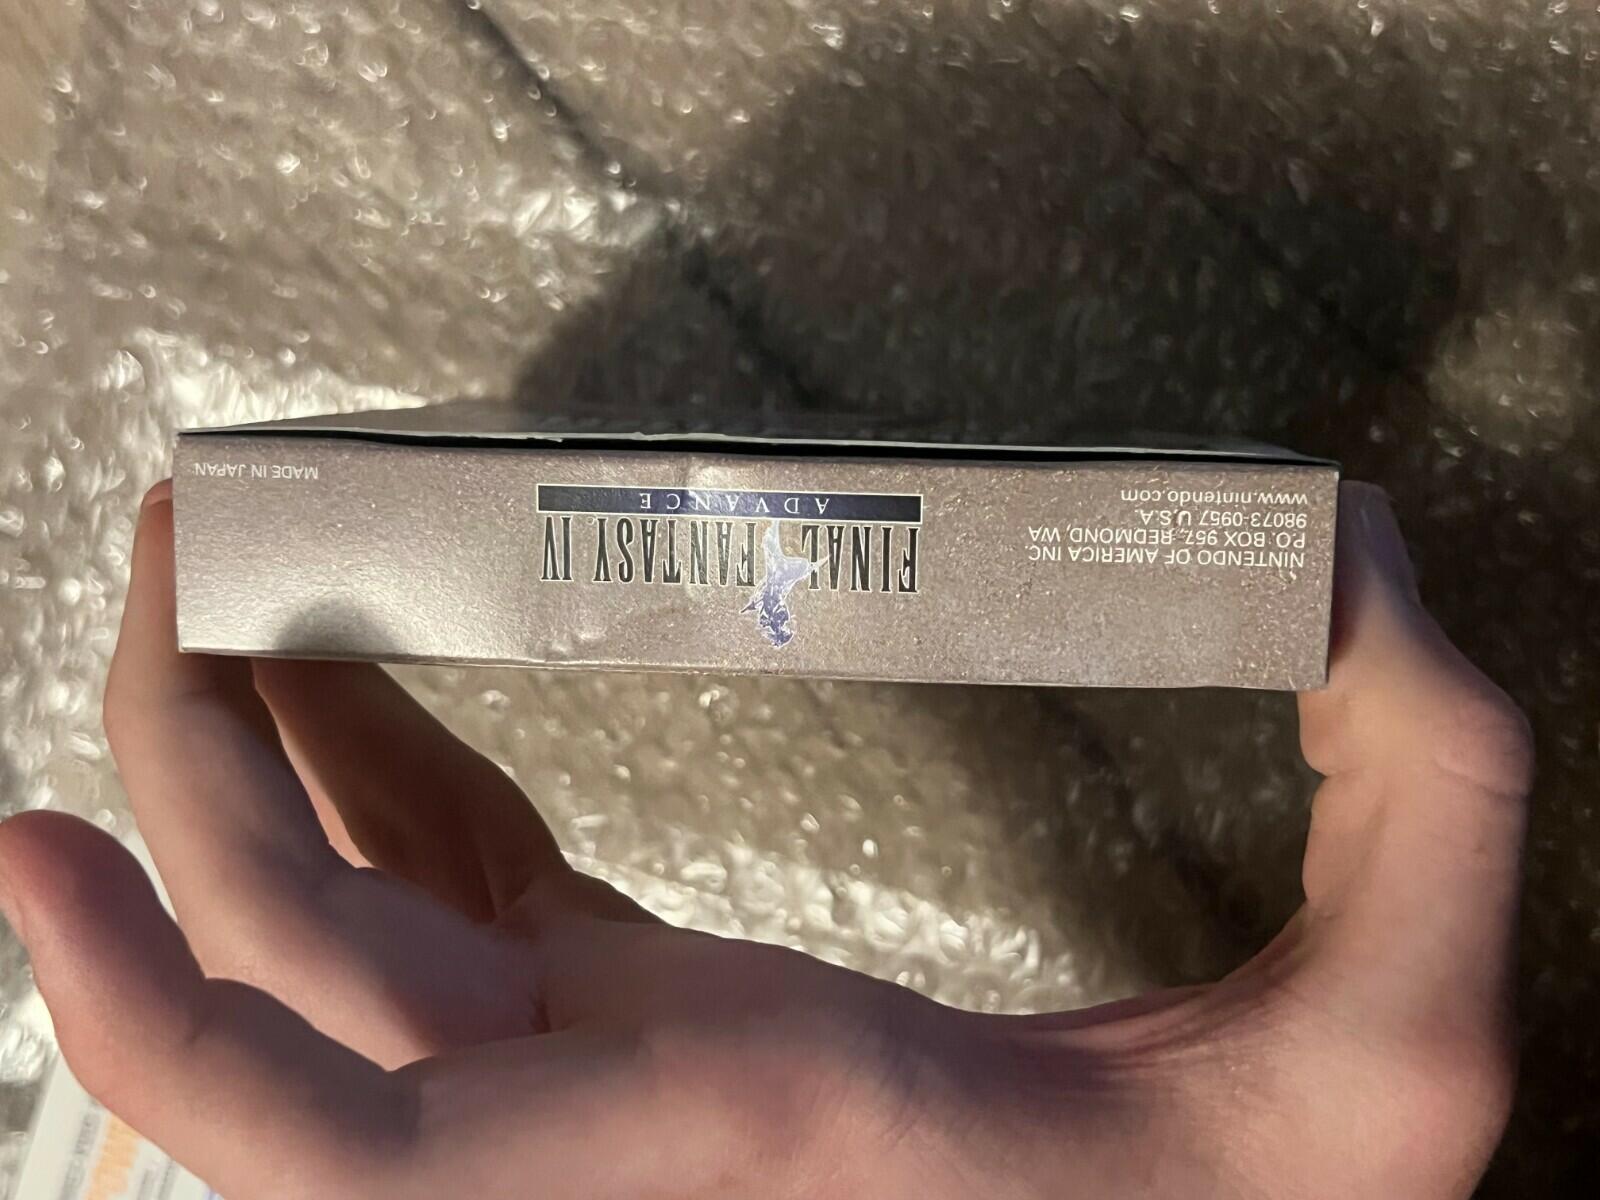 NINTENDO OF AMERICA INC.
P.O. BOX 957, REDMOND, WA
98073-0957 U.S.A.
www.nintendo.com
FINAL FANTASY IV
ADVANCE
MADE IN JAPAN